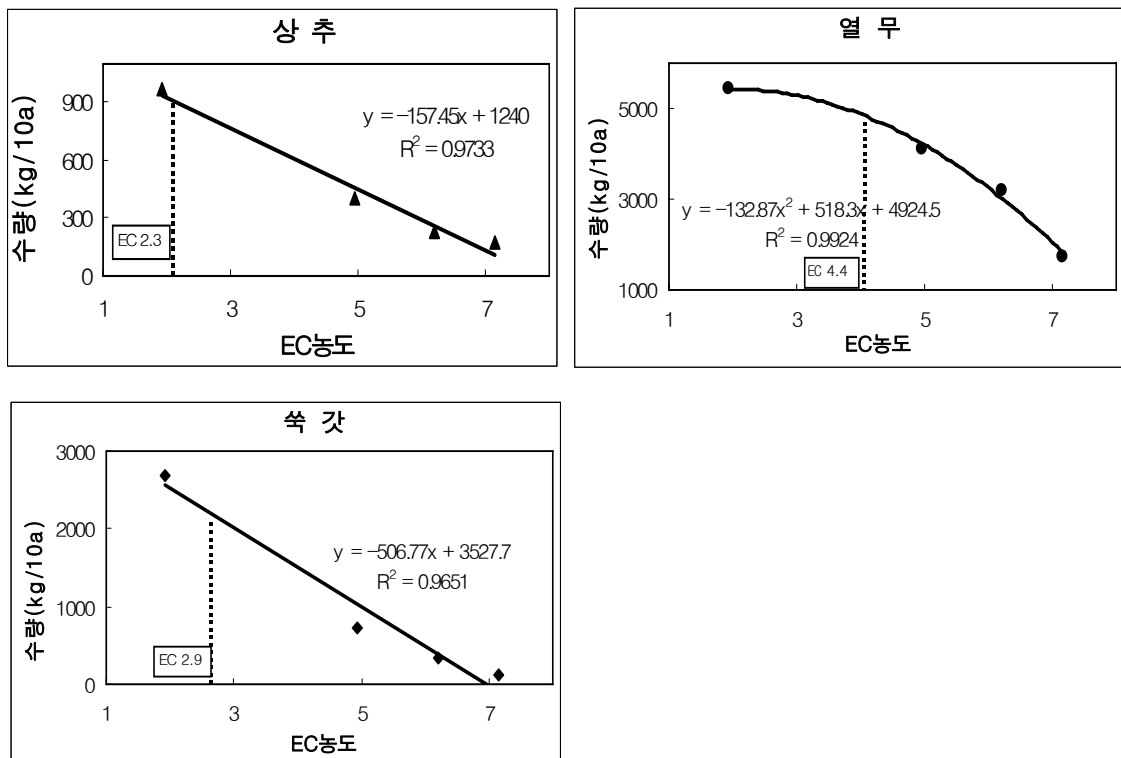 상 추
수량(kg/10a)
900
600
300
0
y = -157.45x + 1240
R² = 0.9733
EC 2.3
1 3 5 7
EC농도
열 무
수량(kg/10a)
5000
3000
1000
y = -132.87x² + 518.3x + 4924.5
R² = 0.9924
EC 4.4
1 3 5 7
EC농도
쑥 갓
수량(kg/10a)
3000
2000
1000
0
y = -506.77x + 3527.7
R² = 0.9651
EC 2.9
1 3 5 7
EC농도